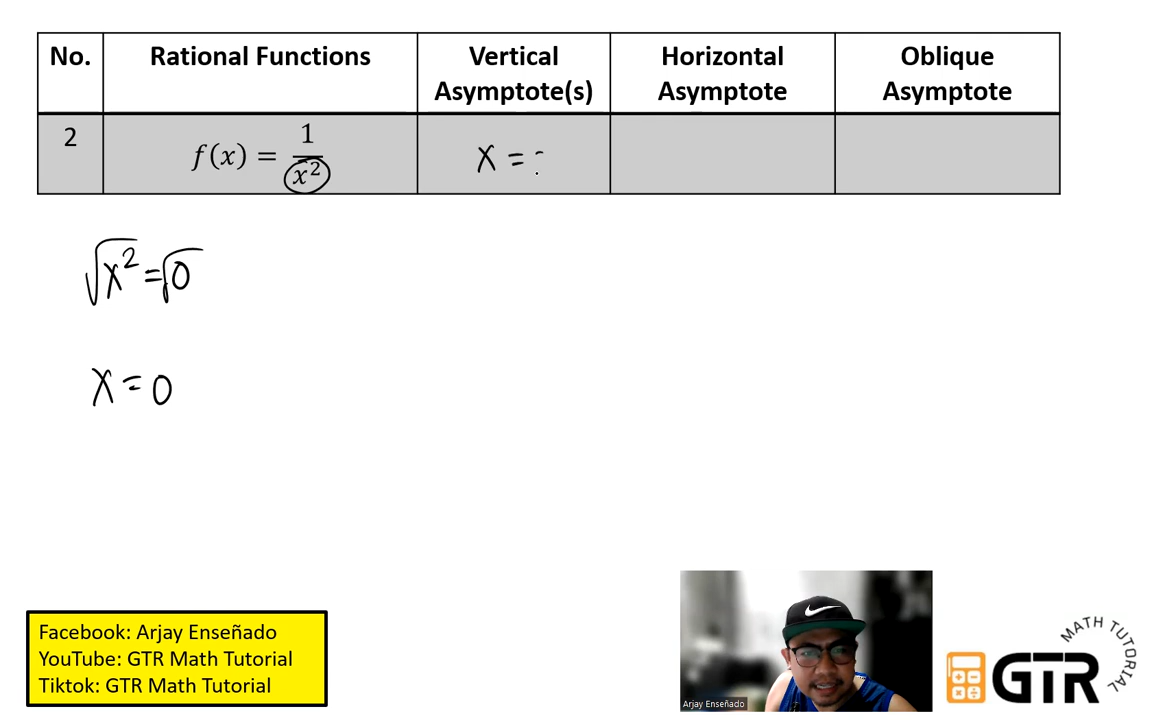 No. Rational Functions Vertical Asymptote(s) Horizontal Asymptote Oblique Asymptote
2 f(x) = 1/x² X =
√x² = √0
X = 0
Facebook: Arjay Enseñado
YouTube: GTR Math Tutorial
Tiktok: GTR Math Tutorial
Arjay Enseñado
GTR MATH TUTORIAL